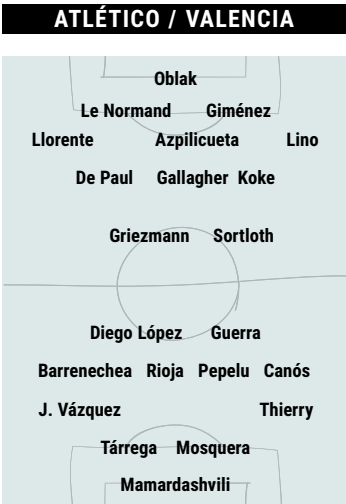 ATLÉTICO / VALENCIA
Oblak
Le Normand Giménez
Llorente Azpilicueta Lino
De Paul Gallagher Koke
Griezmann Sortloth
Diego López Guerra
Barrenechea Rioja Pepelu Canós
J. Vázquez Thierry
Tárrega Mosquera
Mamardashvili